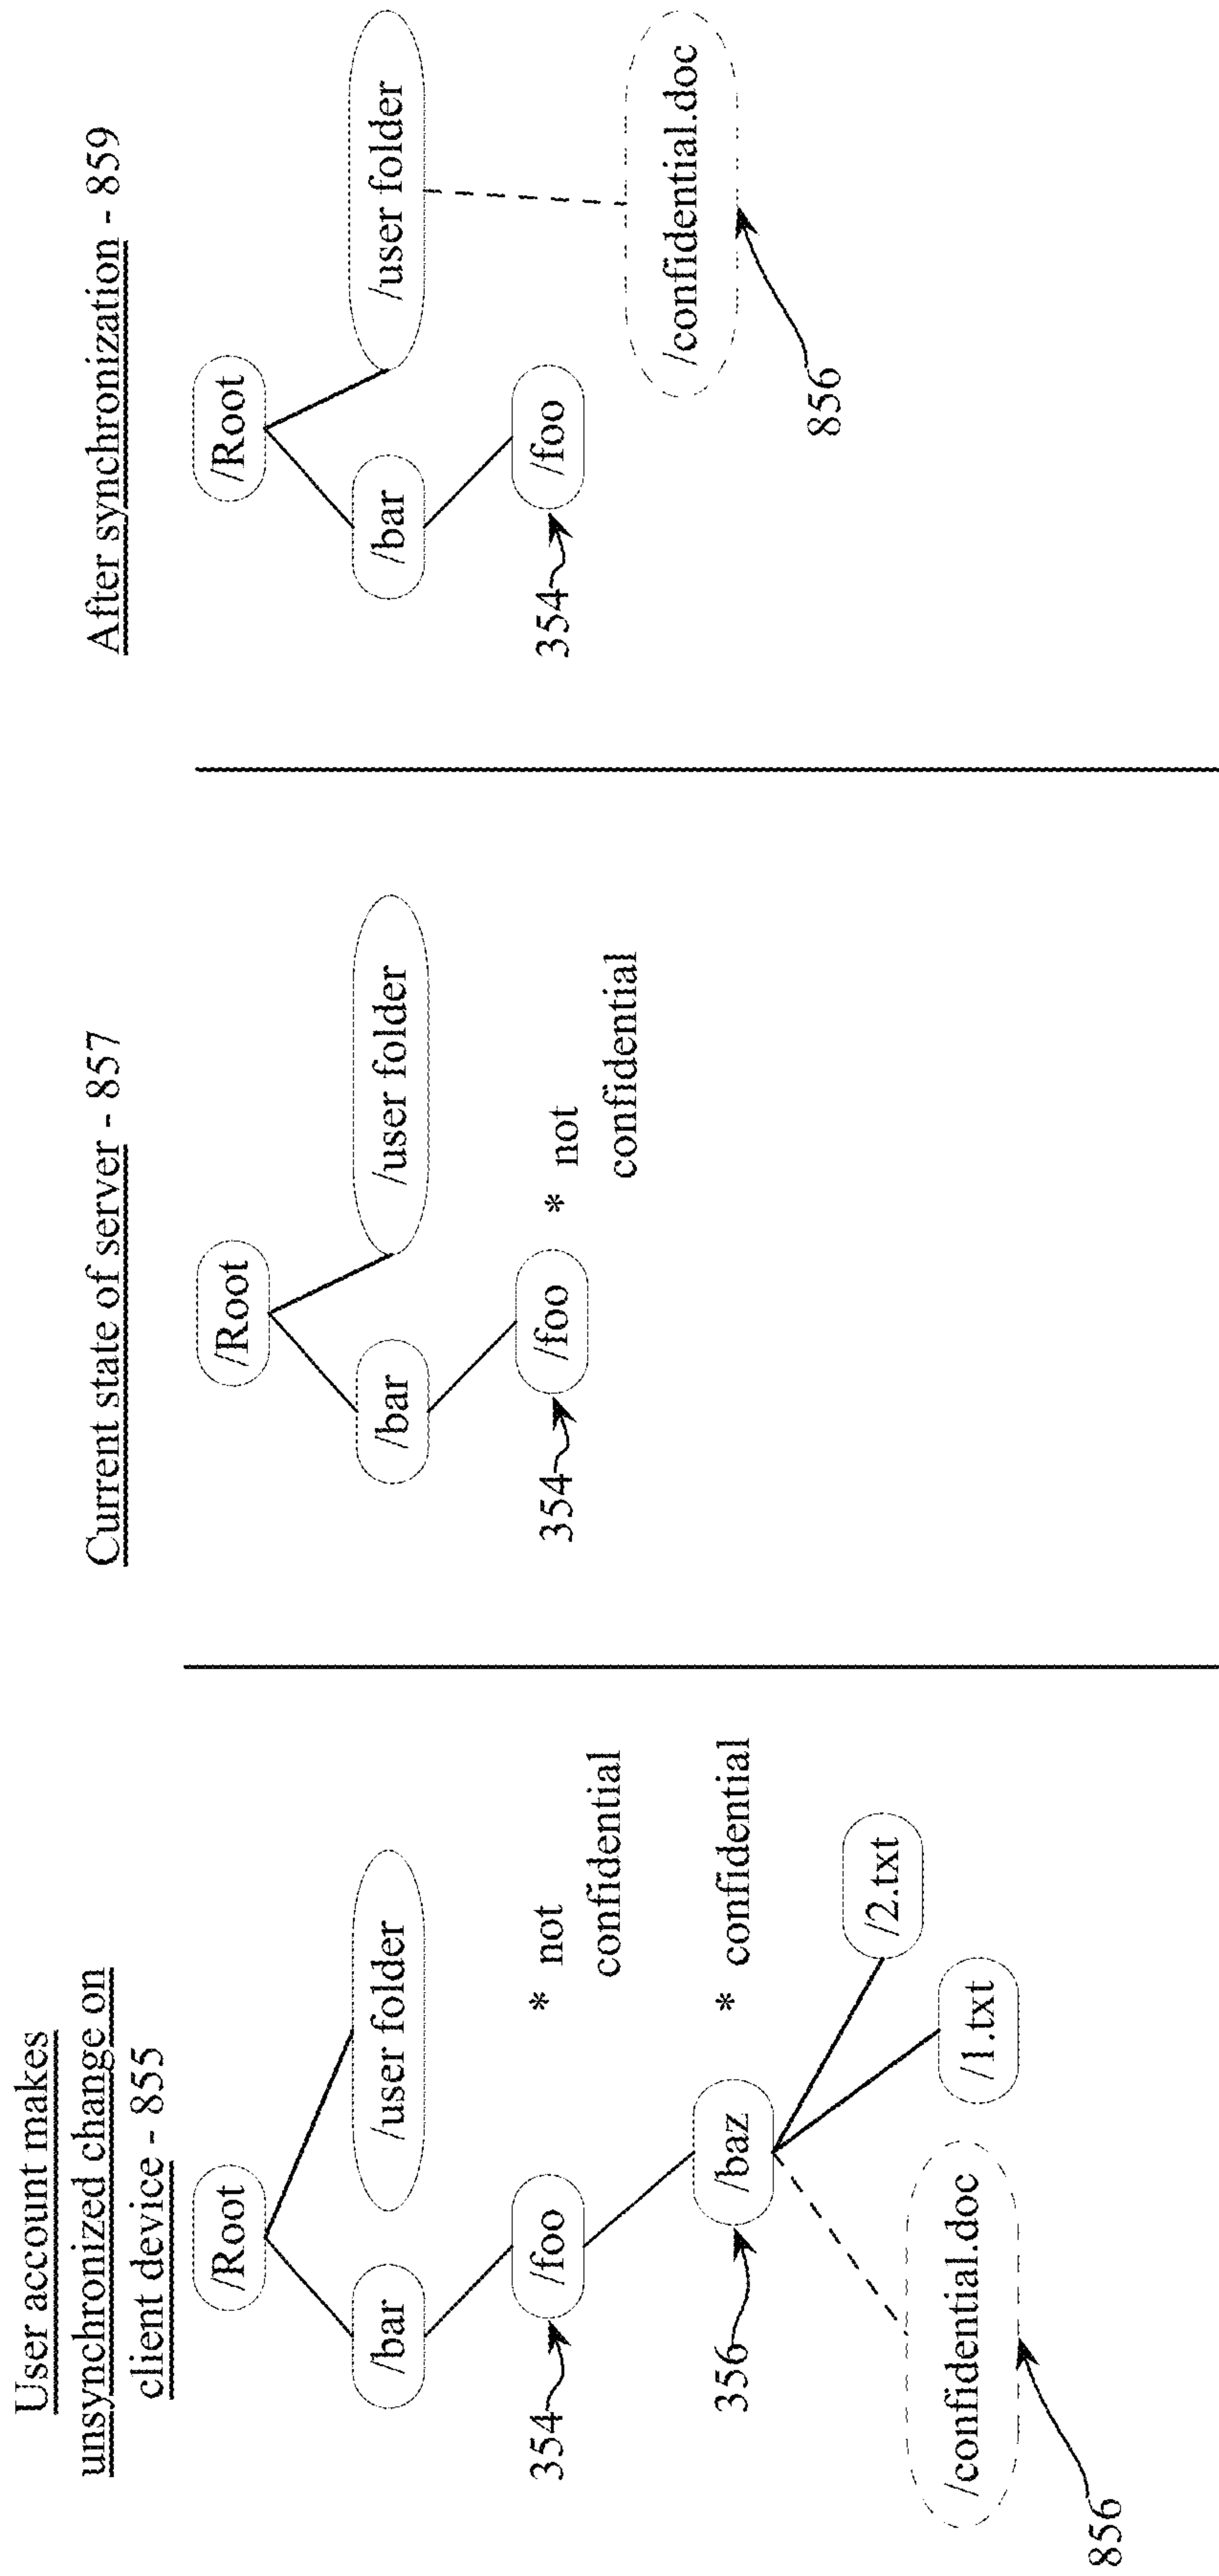 User account makes
unsynchronized change on
client device - 855
/Root
/bar
/user folder
354
/foo
* not
confidential
356
/baz
* confidential
/2.txt
/1.txt
/confidential.doc
856
Current state of server - 857
/Root
/bar
/user folder
354
/foo
* not
confidential
After synchronization - 859
/Root
/bar
/user folder
354
/foo
/confidential.doc
856